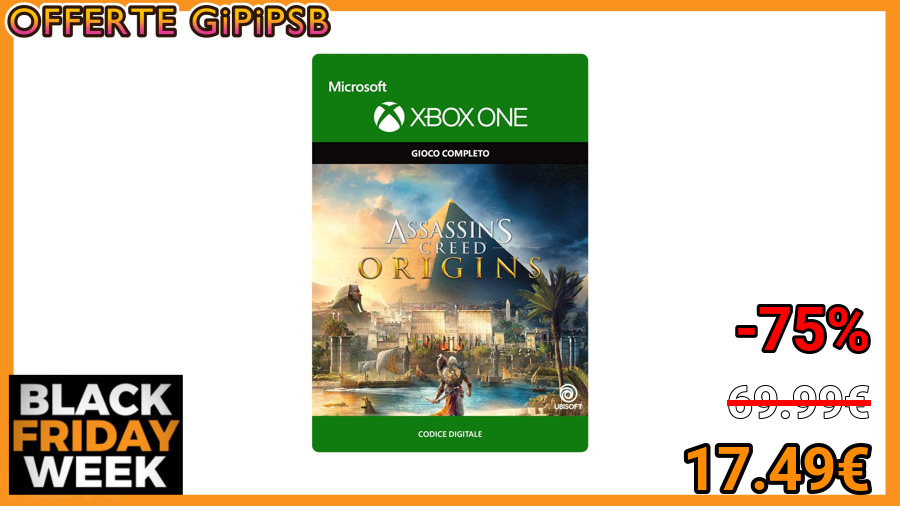 OFFERTE GiPiPSB
Microsoft
XBOX ONE
GIOCO COMPLETO
ASSASSIN'S
CREED
ORIGINS
UBISOFT
CODICE DIGITALE
-75%
69.99€
17.49€
BLACK
FRIDAY
WEEK